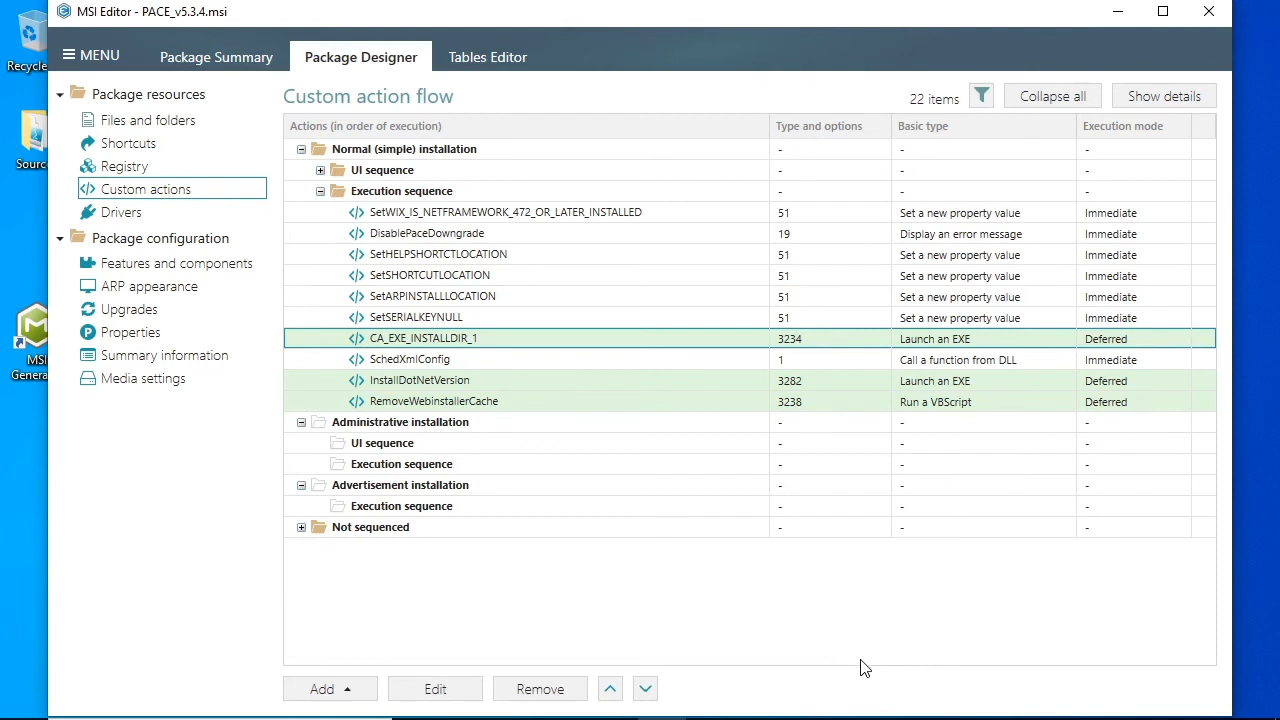 MSI Editor - PACE_v5.3.4.msi
Recycle
Sourc
MSI
Genera
MENU
Package Summary
Package Designer
Tables Editor
Package resources
Files and folders
Shortcuts
Registry
Custom actions
Drivers
Package configuration
Features and components
ARP appearance
Upgrades
Properties
Summary information
Media settings
Custom action flow
22 items
Collapse all
Show details
Actions (in order of execution) Type and options Basic type Execution mode
Normal (simple) installation - - -
UI sequence - - -
Execution sequence - - -
SetWIX_IS_NETFRAMEWORK_472_OR_LATER_INSTALLED 51 Set a new property value Immediate
DisablePaceDowngrade 19 Display an error message Immediate
SetHELPSHORTCTLOCATION 51 Set a new property value Immediate
SetSHORTCUTLOCATION 51 Set a new property value Immediate
SetARPINSTALLLOCATION 51 Set a new property value Immediate
SetSERIALKEYNULL 51 Set a new property value Immediate
CA_EXE_INSTALLDIR_1 3234 Launch an EXE Deferred
SchedXmlConfig 1 Call a function from DLL Immediate
InstallDotNetVersion 3282 Launch an EXE Deferred
RemoveWebinstallerCache 3238 Run a VBScript Deferred
Administrative installation - - -
UI sequence - - -
Execution sequence - - -
Advertisement installation - - -
Execution sequence - - -
Not sequenced - - -
Add
Edit
Remove